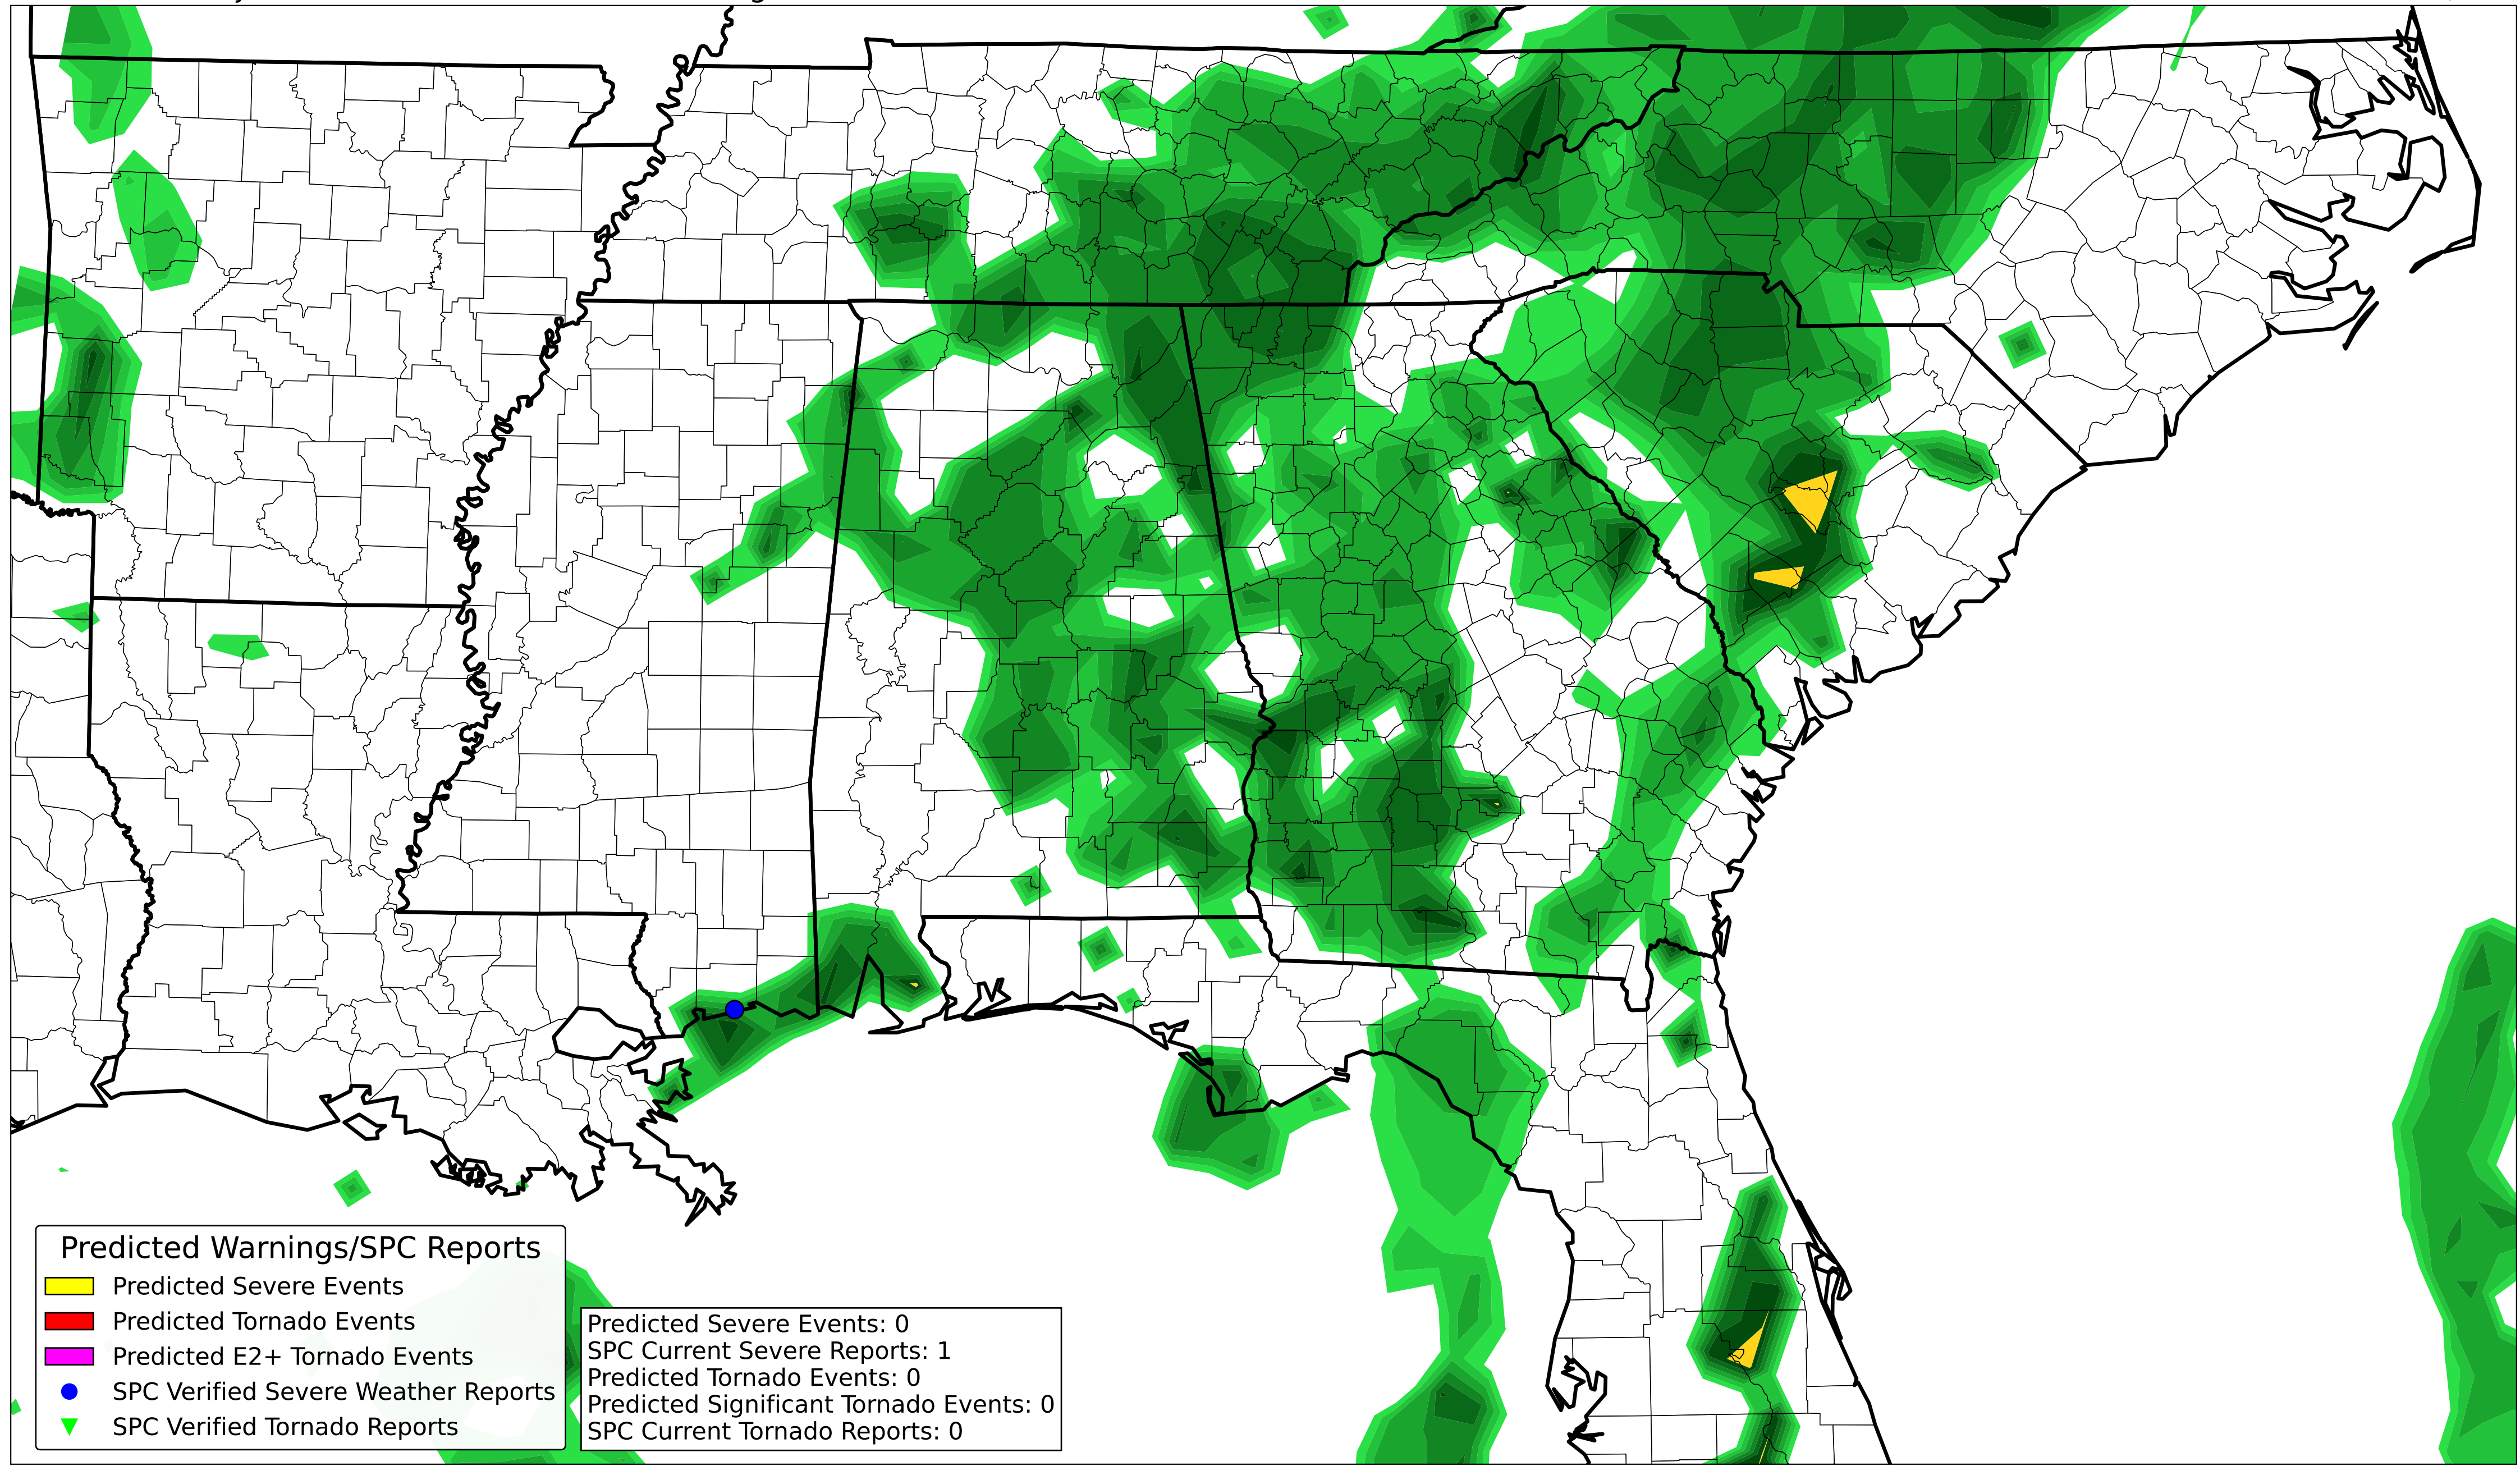 Predicted Warnings/SPC Reports
Predicted Severe Events
Predicted Tornado Events
Predicted E2+ Tornado Events
SPC Verified Severe Weather Reports
SPC Verified Tornado Reports
Predicted Severe Events: 0
SPC Current Severe Reports: 1
Predicted Tornado Events: 0
Predicted Significant Tornado Events: 0
SPC Current Tornado Reports: 0